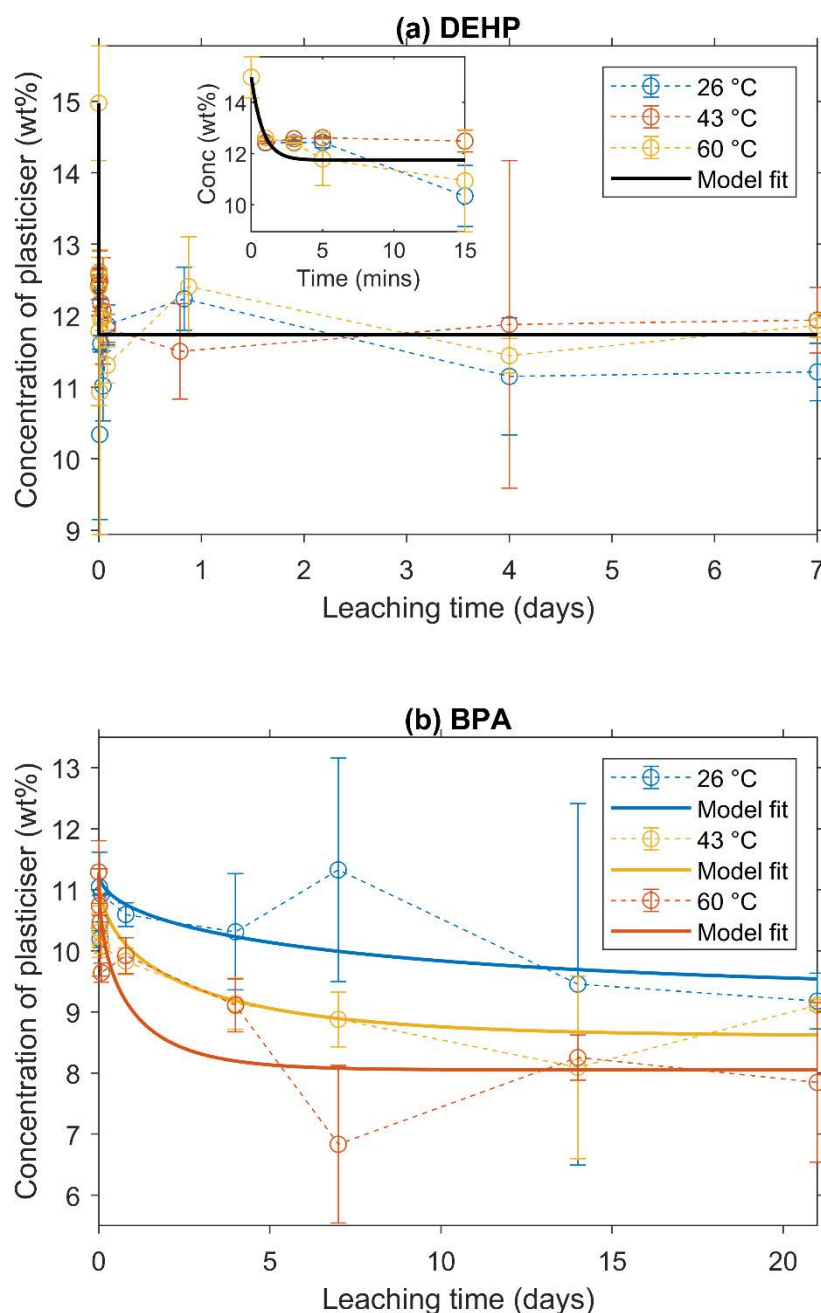 (a) DEHP
Concentration of plasticiser (wt%)
15
14
13
12
11
10
9
0
1
2
3
4
5
6
7
Leaching time (days)
Conc (wt%)
14
12
10
0
5
10
15
Time (mins)
26 °C
43 °C
60 °C
Model fit
(b) BPA
Concentration of plasticiser (wt%)
13
12
11
10
9
8
7
6
0
5
10
15
20
Leaching time (days)
26 °C
Model fit
43 °C
Model fit
60 °C
Model fit